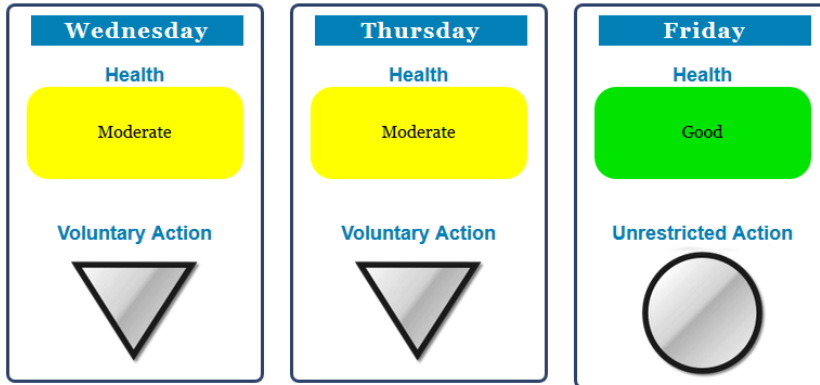 Wednesday
Health
Moderate
Voluntary Action
Thursday
Health
Moderate
Voluntary Action
Friday
Health
Good
Unrestricted Action